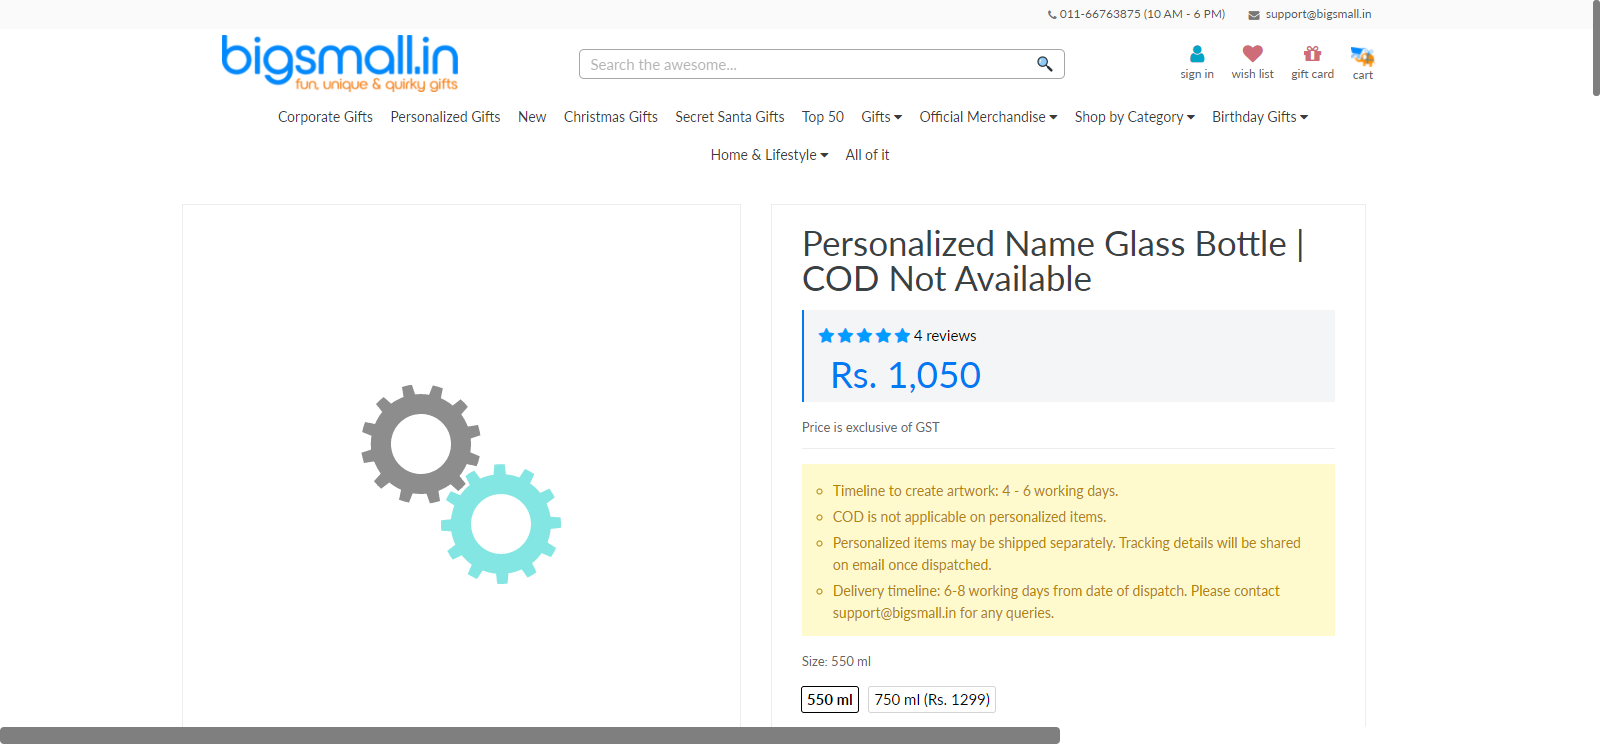 011-66763875 (10 AM - 6 PM) support@bigsmall.in
bigsmall.in
fun, unique & quirky gifts
Search the awesome...
sign in wish list gift card cart
Corporate Gifts Personalized Gifts New Christmas Gifts Secret Santa Gifts Top 50 Gifts Official Merchandise Shop by Category Birthday Gifts
Home & Lifestyle All of it
Personalized Name Glass Bottle |
COD Not Available
4 reviews
Rs. 1,050
Price is exclusive of GST
Timeline to create artwork: 4 - 6 working days.
COD is not applicable on personalized items.
Personalized items may be shipped separately. Tracking details will be shared
on email once dispatched.
Delivery timeline: 6-8 working days from date of dispatch. Please contact
support@bigsmall.in for any queries.
Size: 550 ml
550 ml 750 ml (Rs. 1299)